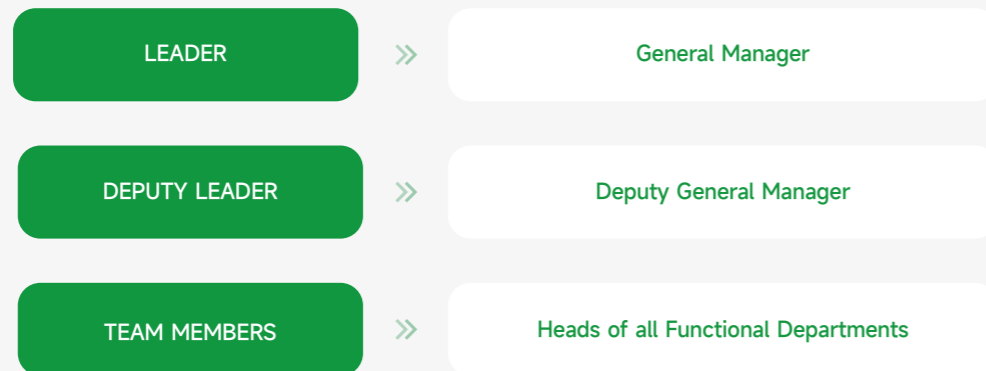 LEADER
General Manager
DEPUTY LEADER
Deputy General Manager
TEAM MEMBERS
Heads of all Functional Departments